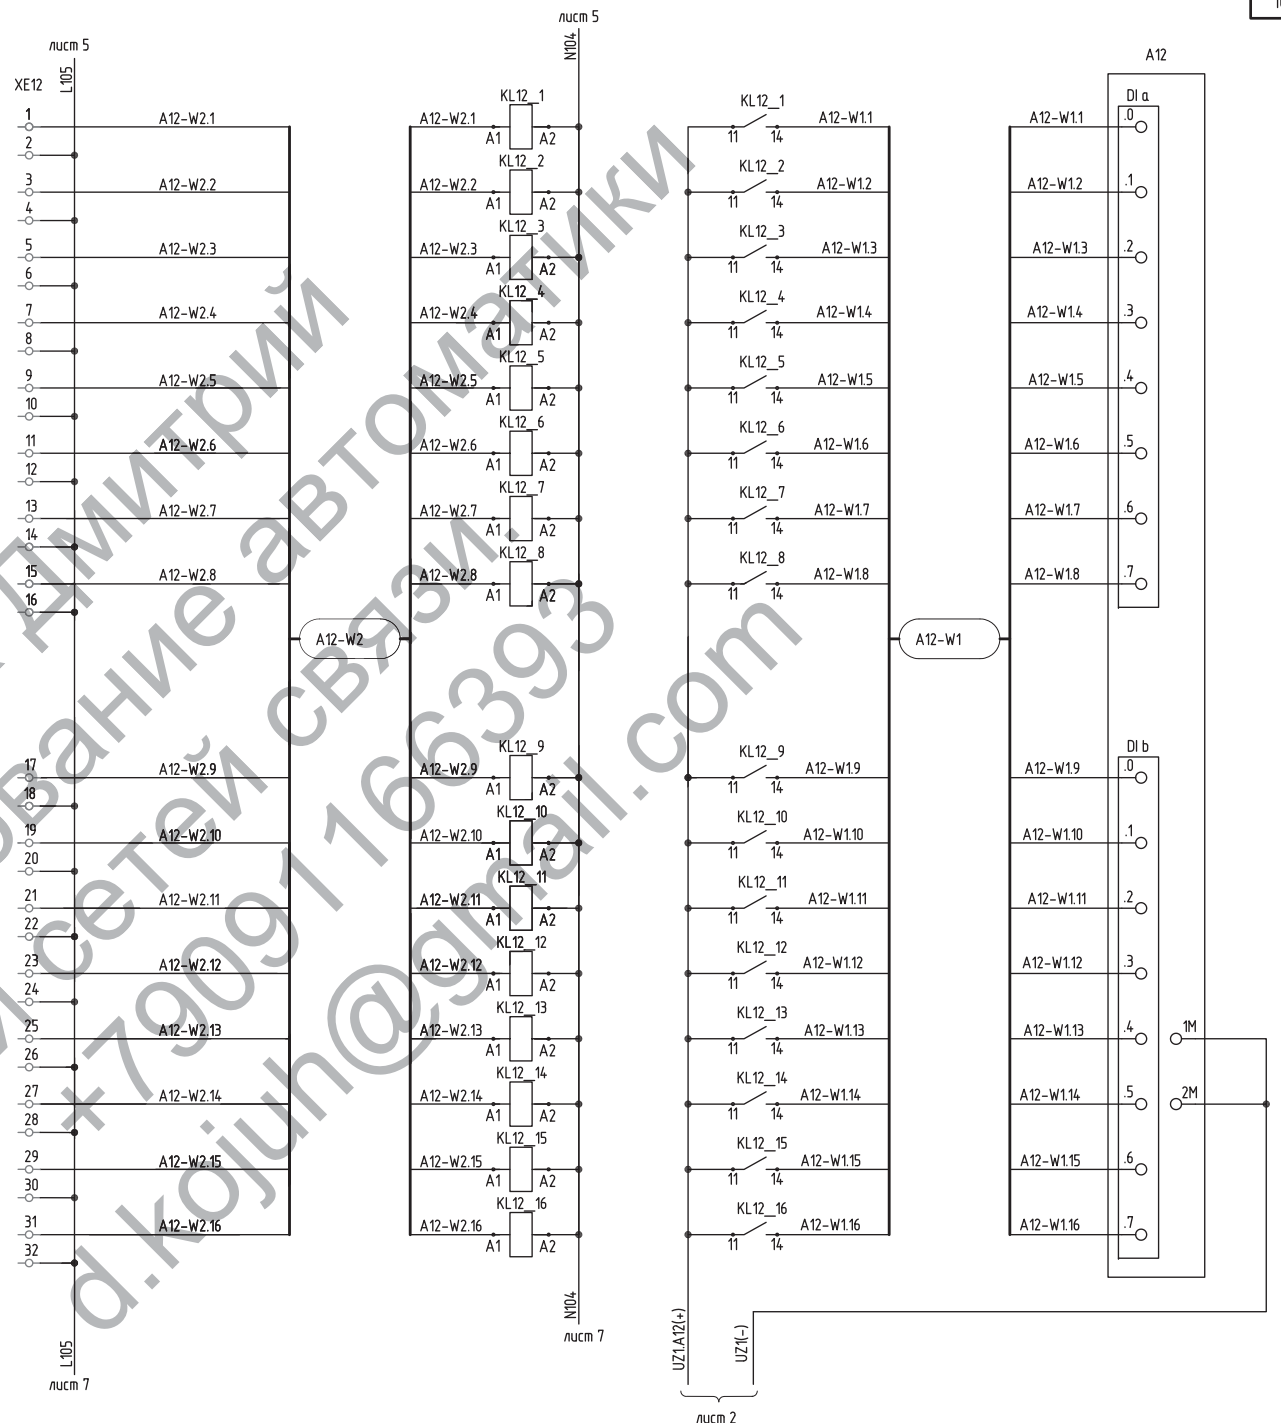 лист 5
лист 5
L105
N104
XE12
A12
1 A12-W2.1 A12-W2.1 KL12_1 A1 A2 KL12_1 11 14 A12-W1.1 A12-W1.1 DI a .0
2
3 A12-W2.2 A12-W2.2 KL12_2 A1 A2 KL12_2 11 14 A12-W1.2 A12-W1.2 .1
4
5 A12-W2.3 A12-W2.3 KL12_3 A1 A2 KL12_3 11 14 A12-W1.3 A12-W1.3 .2
6
7 A12-W2.4 A12-W2.4 KL12_4 A1 A2 KL12_4 11 14 A12-W1.4 A12-W1.4 .3
8
9 A12-W2.5 A12-W2.5 KL12_5 A1 A2 KL12_5 11 14 A12-W1.5 A12-W1.5 .4
10
11 A12-W2.6 A12-W2.6 KL12_6 A1 A2 KL12_6 11 14 A12-W1.6 A12-W1.6 .5
12
13 A12-W2.7 A12-W2.7 KL12_7 A1 A2 KL12_7 11 14 A12-W1.7 A12-W1.7 .6
14
15 A12-W2.8 A12-W2.8 KL12_8 A1 A2 KL12_8 11 14 A12-W1.8 A12-W1.8 .7
16
A12-W2
A12-W1
17 A12-W2.9 A12-W2.9 KL12_9 A1 A2 KL12_9 11 14 A12-W1.9 A12-W1.9 DI b .0
18
19 A12-W2.10 A12-W2.10 KL12_10 A1 A2 KL12_10 11 14 A12-W1.10 A12-W1.10 .1
20
21 A12-W2.11 A12-W2.11 KL12_11 A1 A2 KL12_11 11 14 A12-W1.11 A12-W1.11 .2
22
23 A12-W2.12 A12-W2.12 KL12_12 A1 A2 KL12_12 11 14 A12-W1.12 A12-W1.12 .3
24
25 A12-W2.13 A12-W2.13 KL12_13 A1 A2 KL12_13 11 14 A12-W1.13 A12-W1.13 .4 1M
26
27 A12-W2.14 A12-W2.14 KL12_14 A1 A2 KL12_14 11 14 A12-W1.14 A12-W1.14 .5 2M
28
29 A12-W2.15 A12-W2.15 KL12_15 A1 A2 KL12_15 11 14 A12-W1.15 A12-W1.15 .6
30
31 A12-W2.16 A12-W2.16 KL12_16 A1 A2 KL12_16 11 14 A12-W1.16 A12-W1.16 .7
32
L105
лист 7
N104
лист 7
UZ1.A12(+)
UZ1(-)
лист 2
Дмитрий
автоматики
сетей связи.
+79091166393
d.kojuh@gmail.com